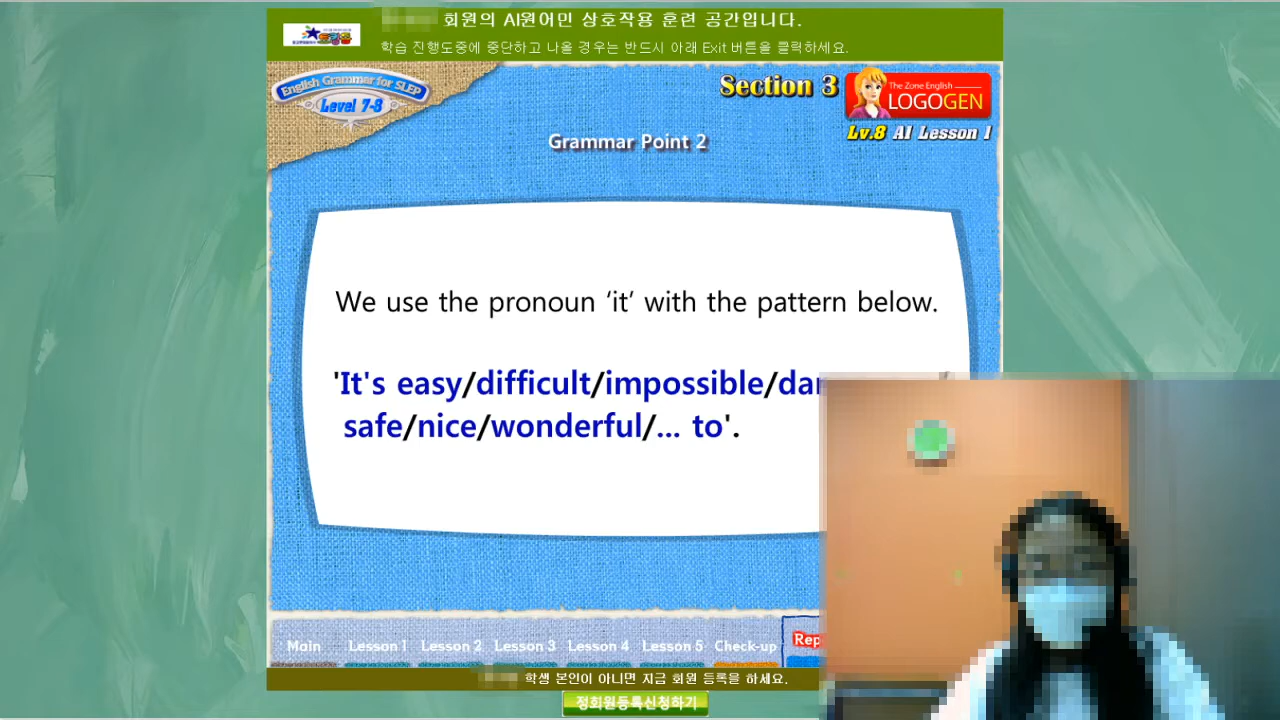 회원의 AI원어민 상호작용 훈련 공간입니다.
학습 진행도중에 중단하고 나올 경우는 반드시 아래 Exit 버튼을 클릭하세요.
English Grammar for SLEP
Level 7-8
Section 3
The Zone English
LOGOGEN
Lv.8 AI Lesson 1
Grammar Point 2
We use the pronoun ‘it’ with the pattern below.
'It's easy/difficult/impossible/dan
safe/nice/wonderful/... to'.
Main Lesson 1 Lesson 2 Lesson 3 Lesson 4 Lesson 5 Check-up Rep
학생 본인이 아니면 지금 회원 등록을 하세요.
정회원등록신청하기